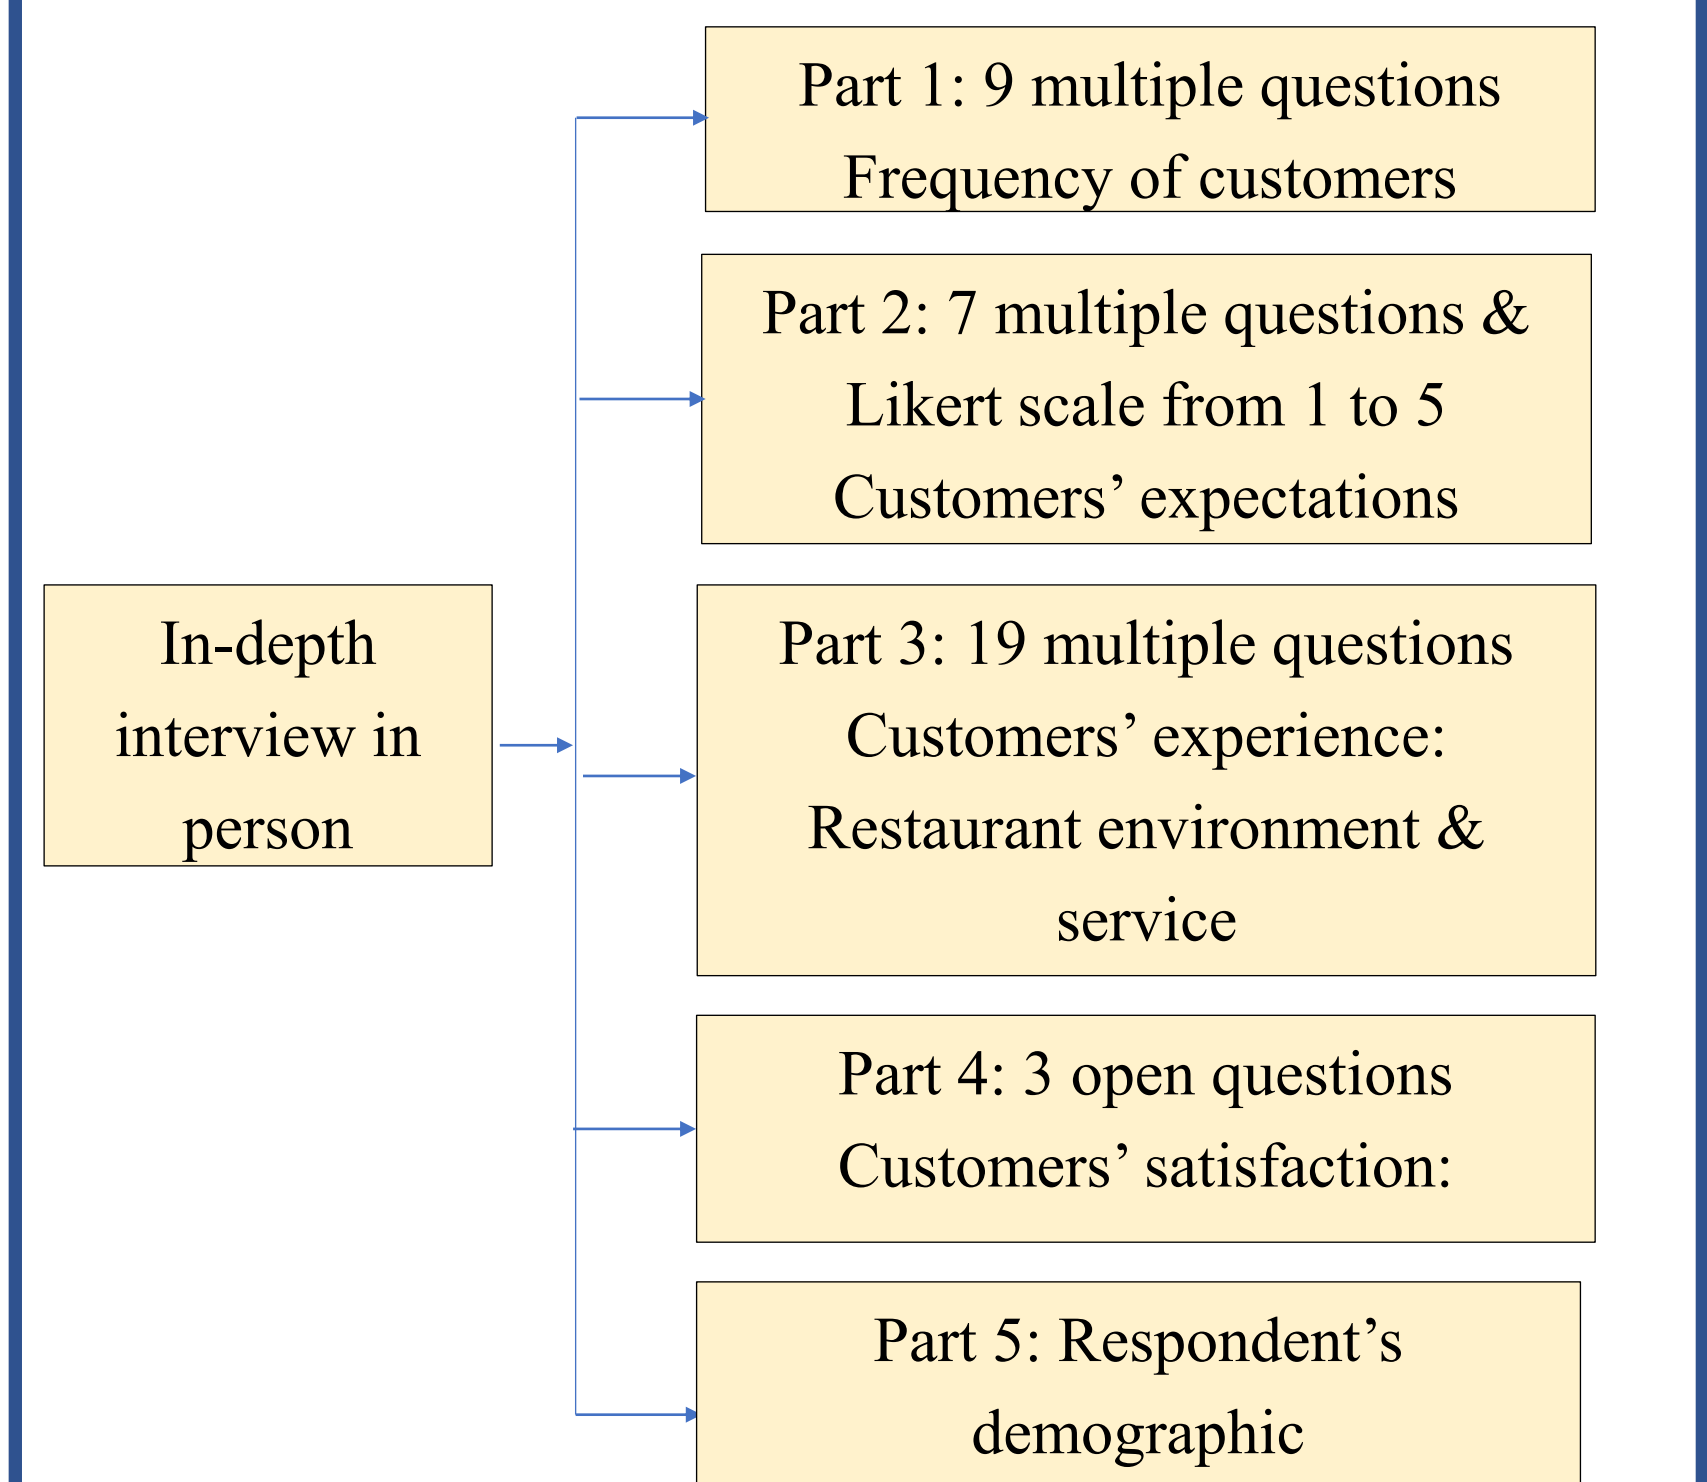 In-depth
interview in
person
Part 1: 9 multiple questions
Frequency of customers
Part 2: 7 multiple questions &
Likert scale from 1 to 5
Customers’ expectations
Part 3: 19 multiple questions
Customers’ experience:
Restaurant environment &
service
Part 4: 3 open questions
Customers’ satisfaction:
Part 5: Respondent’s
demographic